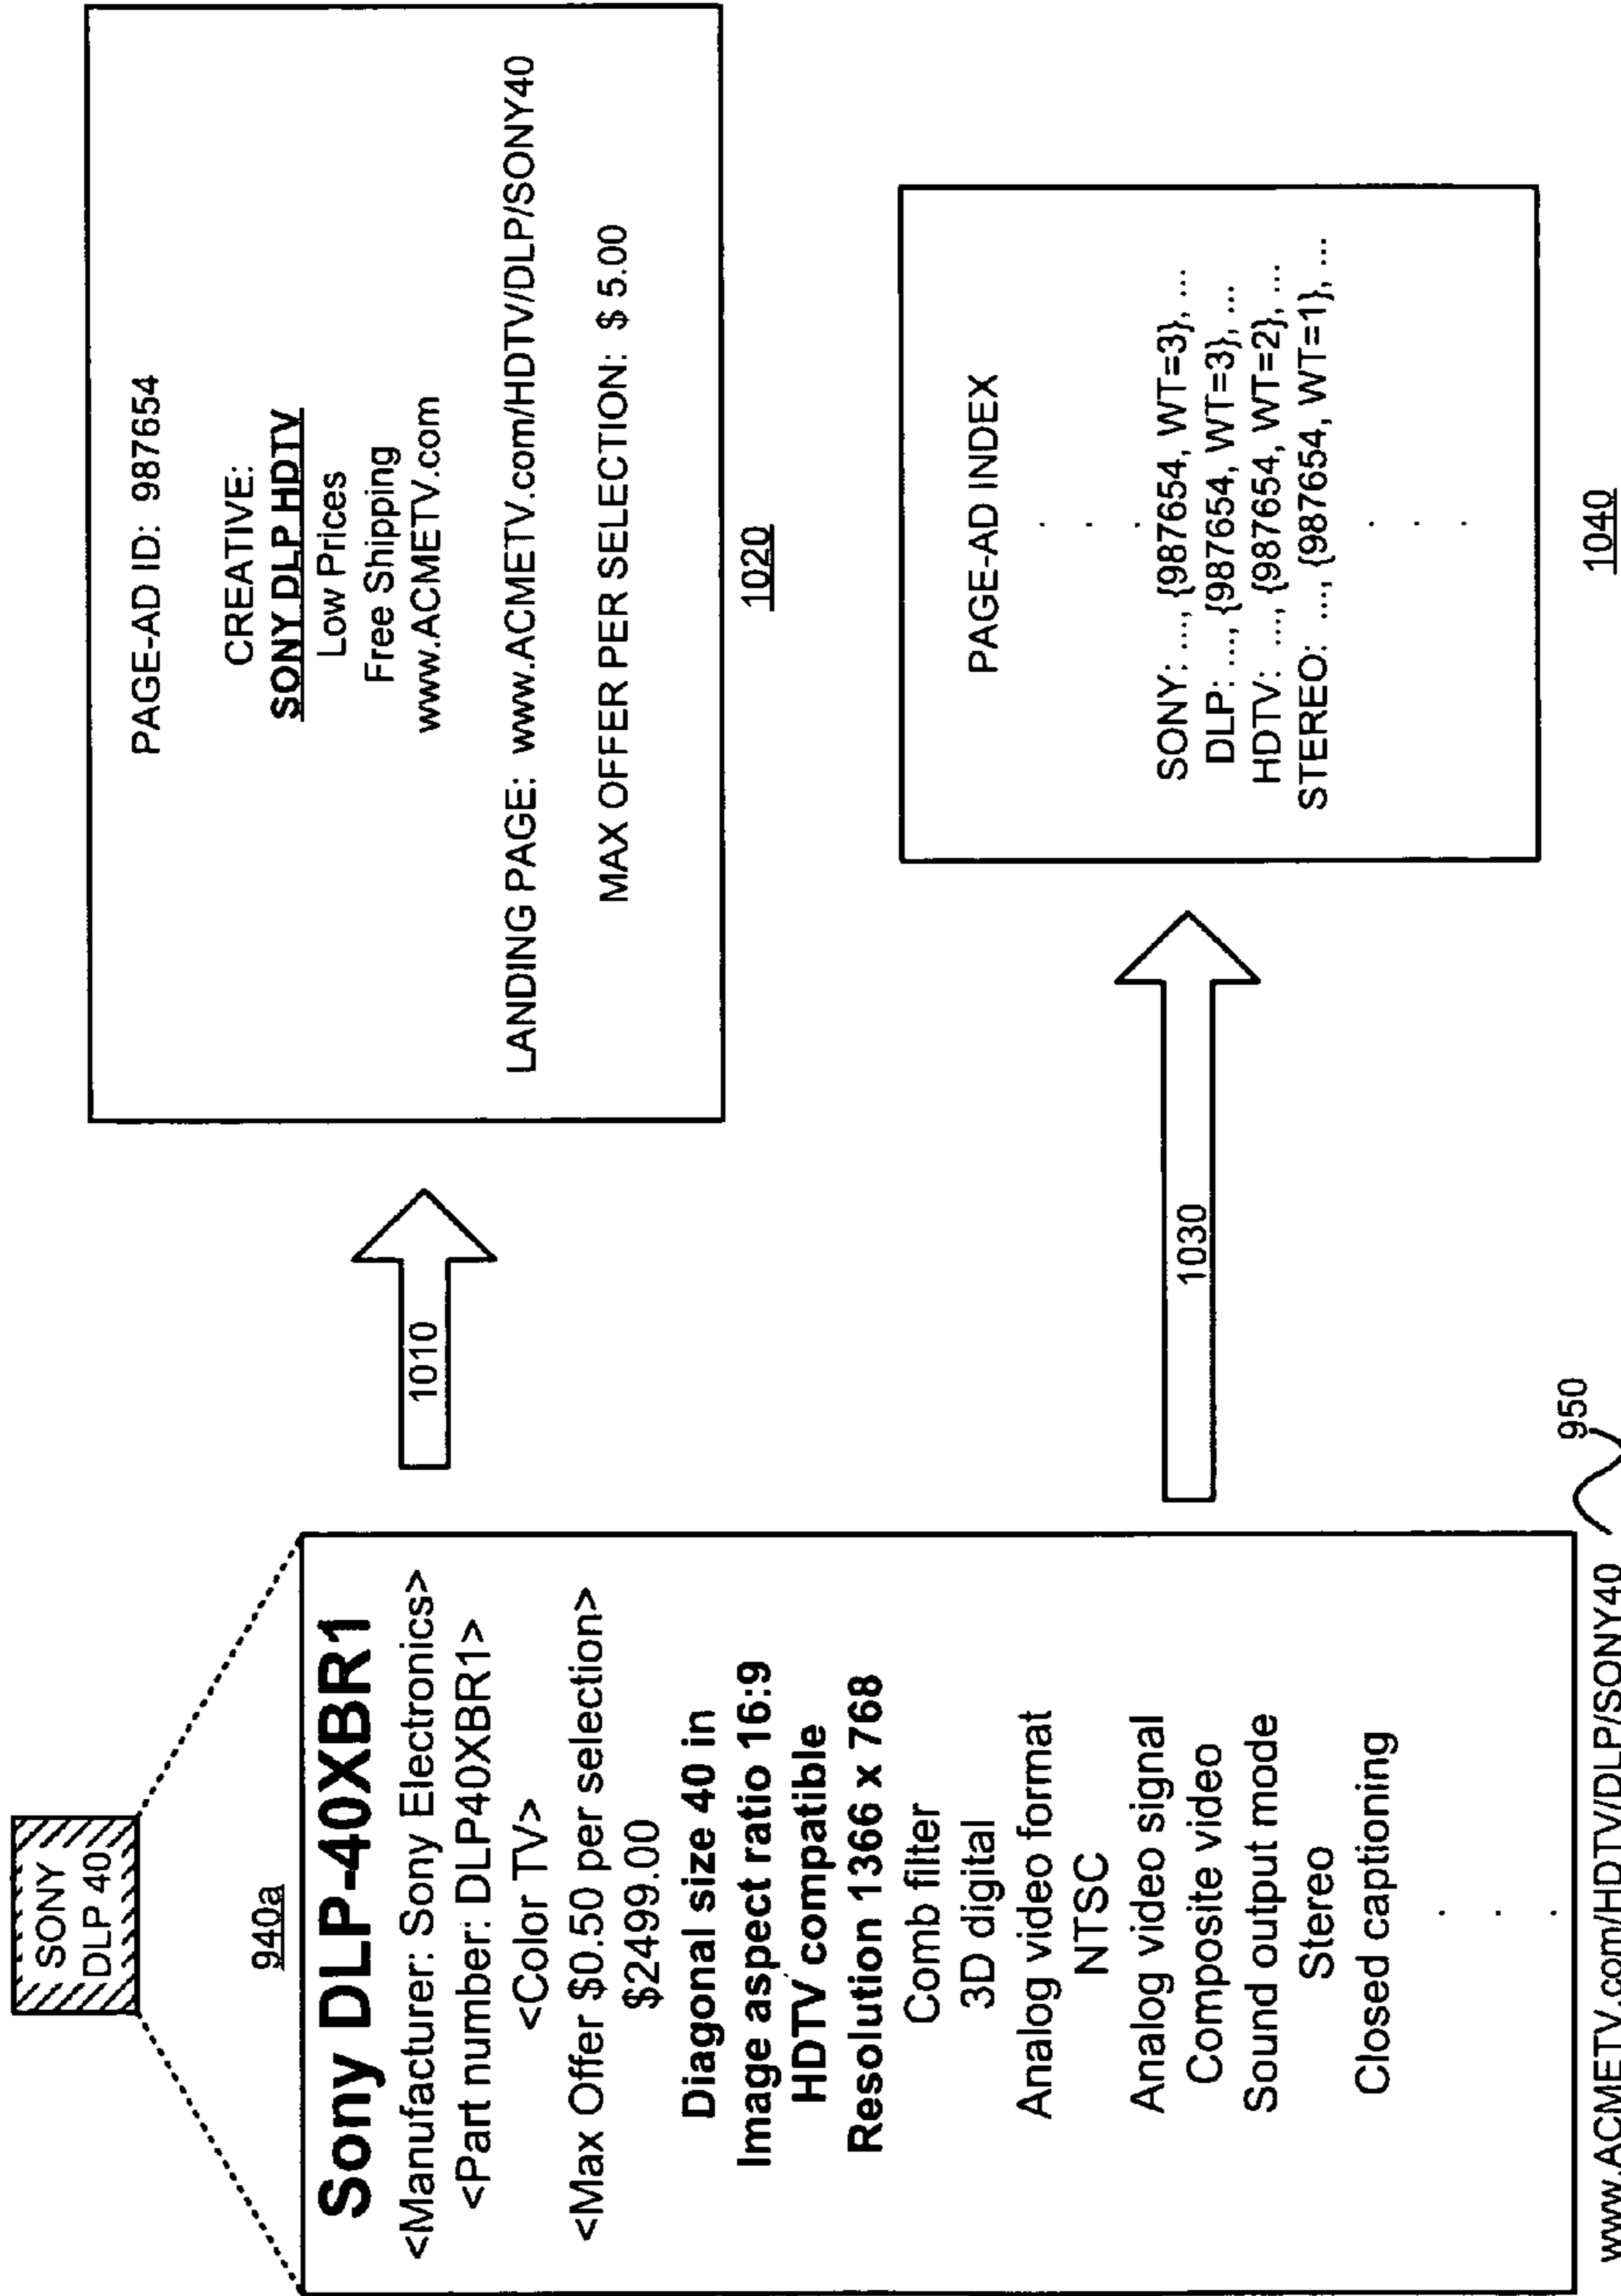 SONY
DLP 40
940a
Sony DLP-40XBR1
<Manufacturer: Sony Electronics>
<Part number: DLP40XBR1>
<Color TV>
<Max Offer $0.50 per selection>
$2499.00
Diagonal size 40 in
Image aspect ratio 16:9
HDTV compatible
Resolution 1366 x 768
Comb filter
3D digital
Analog video format
NTSC
Analog video signal
Composite video
Sound output mode
Stereo
Closed captioning
. . .
www.ACMETV.com/HDTV/DLP/SONY40
950
1010
PAGE-AD ID: 987654
CREATIVE:
SONY DLP HDTV
Low Prices
Free Shipping
www.ACMETV.com
LANDING PAGE: www.ACMETV.com/HDTV/DLP/SONY40
MAX OFFER PER SELECTION: $ 5.00
1020
1030
PAGE-AD INDEX
. . .
SONY: ..., {987654, WT=3}, ...
DLP: ..., {987654, WT=3}, ...
HDTV: ..., {987654, WT=2}, ...
STEREO: ..., {987654, WT=1}, ...
. . .
1040